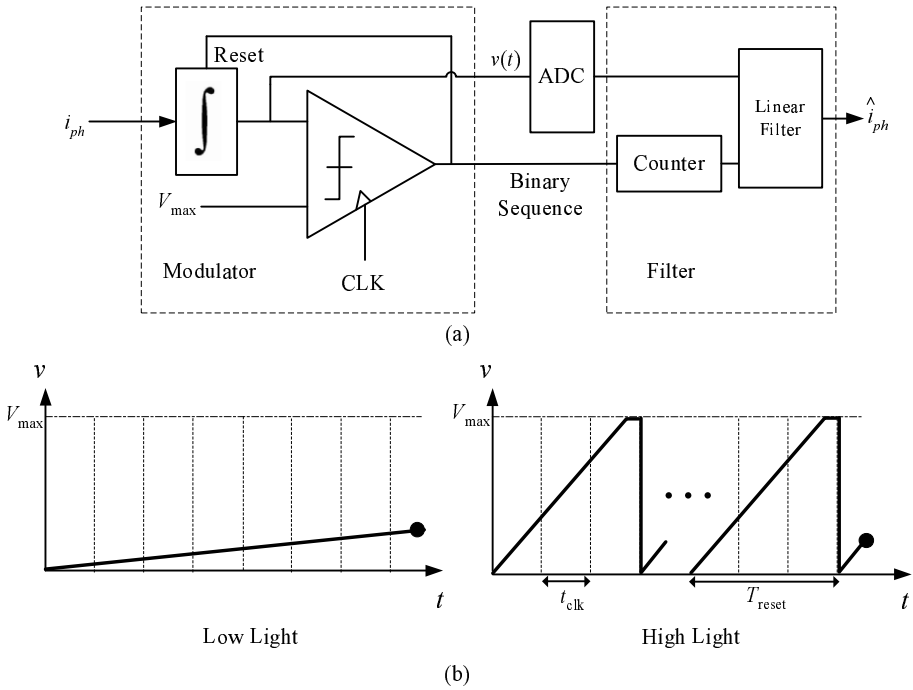 Reset
v(t)
ADC
i_ph
∫
Linear
Filter
î_ph
Counter
V_max
Binary
Sequence
Modulator
CLK
Filter
(a)
v
V_max
t
Low Light
v
V_max
• • •
t_clk
T_reset
t
High Light
(b)